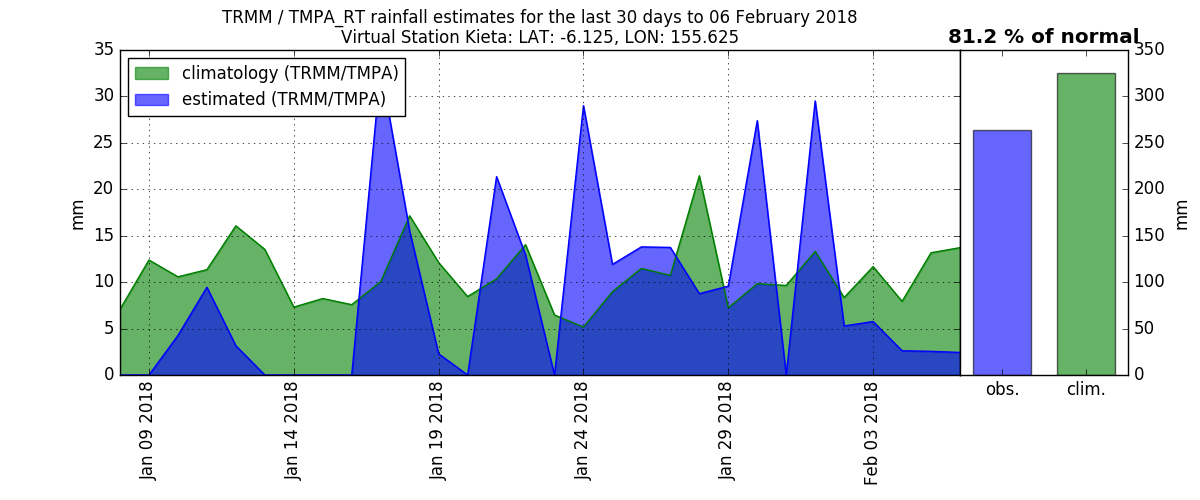 TRMM / TMPA_RT rainfall estimates for the last 30 days to 06 February 2018
Virtual Station Kieta: LAT: -6.125, LON: 155.625
81.2 % of normal
climatology (TRMM/TMPA)
estimated (TRMM/TMPA)
35
30
25
20
15
10
5
0
mm
Jan 09 2018
Jan 14 2018
Jan 19 2018
Jan 24 2018
Jan 29 2018
Feb 03 2018
obs.
clim.
350
300
250
200
150
100
50
0
mm